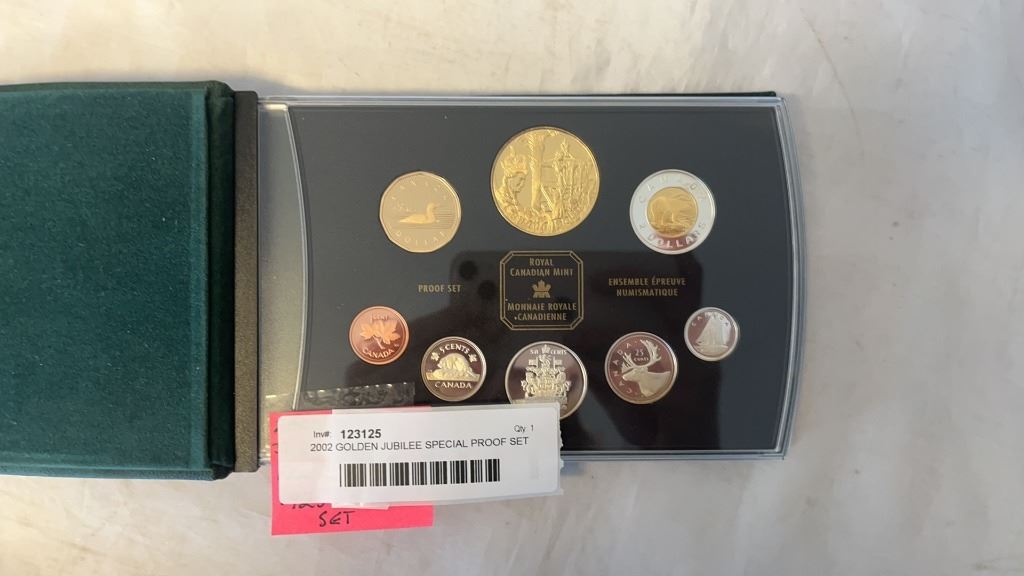 CANADA
DOLLAR
CANADA
2 DOLLARS
ROYAL
CANADIAN MINT
MONNAIE ROYALE
CANADIENNE
PROOF SET
ENSEMBLE ÉPREUVE
NUMISMATIQUE
CANADA
5 CENTS
CANADA
50 CENTS
CANADA
25
CENTS
CANADA
Inv#: 123125 Qty 1
2002 GOLDEN JUBILEE SPECIAL PROOF SET
SET